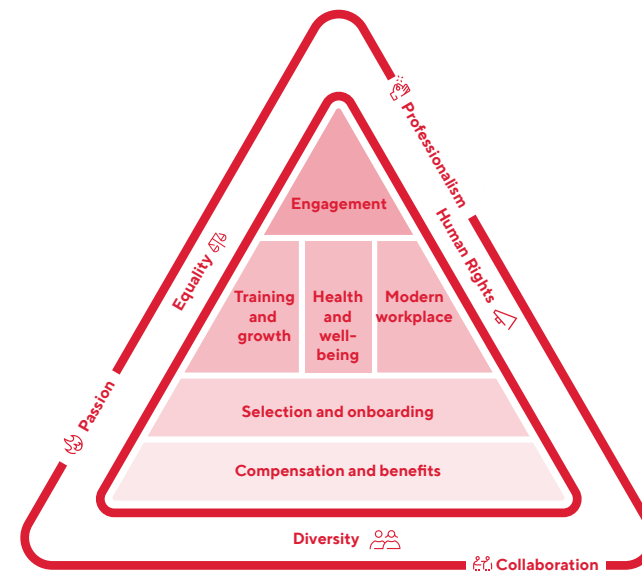 Professionalism
Engagement
Human Rights
Equality
Training
and
growth
Health
and
well-
being
Modern
workplace
Passion
Selection and onboarding
Compensation and benefits
Diversity
Collaboration